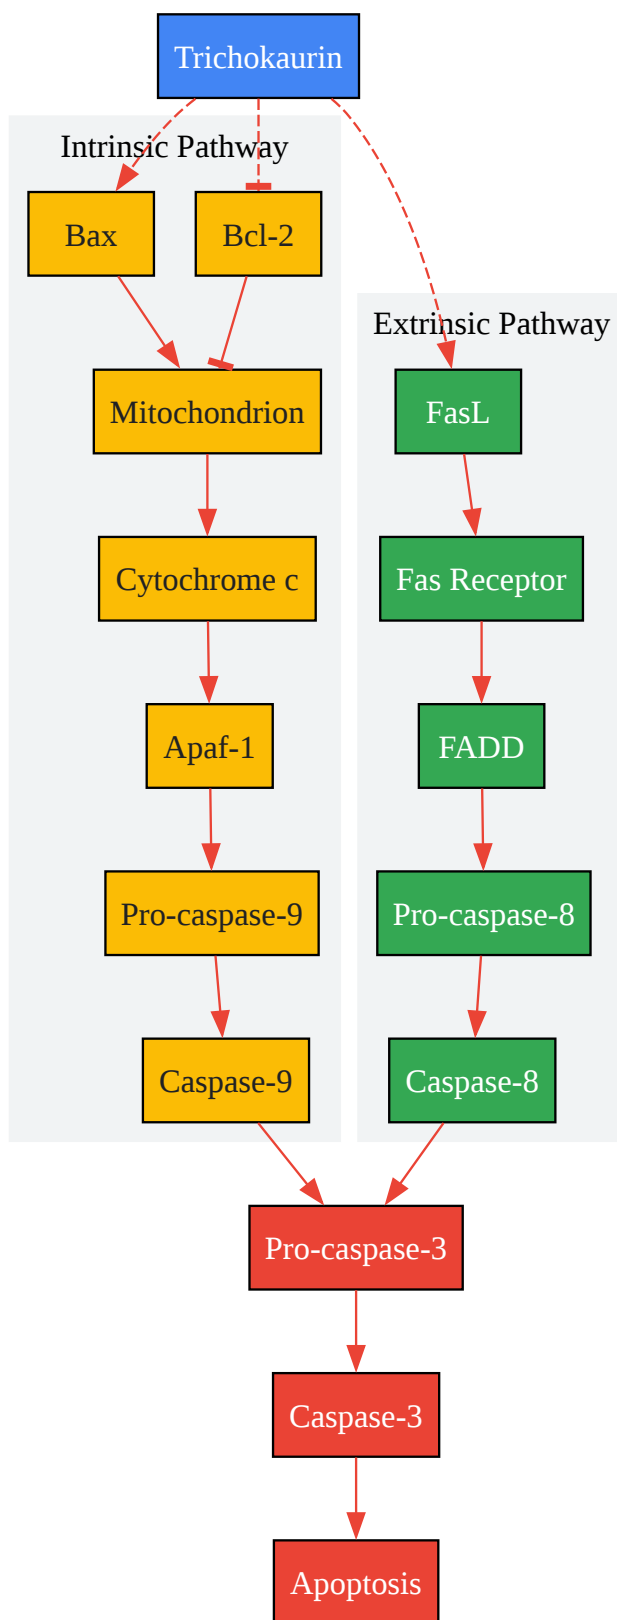 Trichokaurin
Intrinsic Pathway
Bax
Bcl-2
Mitochondrion
Cytochrome c
Apaf-1
Pro-caspase-9
Caspase-9
Extrinsic Pathway
FasL
Fas Receptor
FADD
Pro-caspase-8
Caspase-8
Pro-caspase-3
Caspase-3
Apoptosis